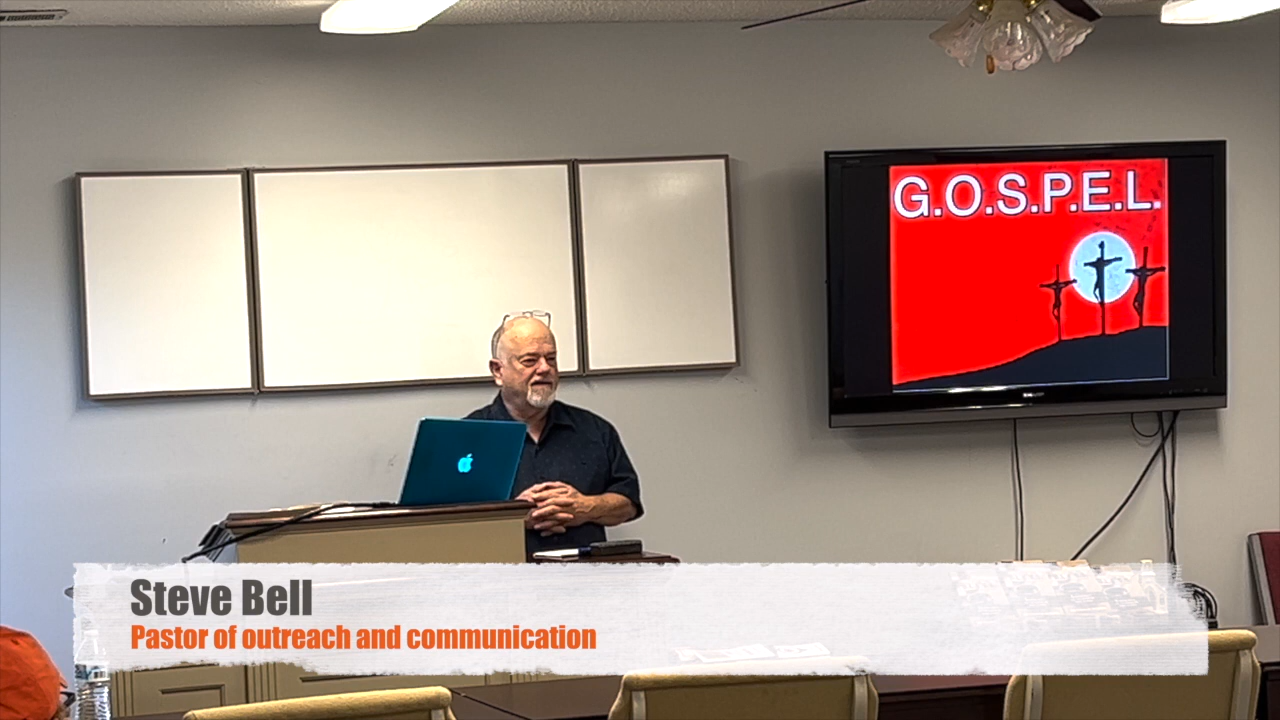 G.O.S.P.E.L.
Steve Bell
Pastor of outreach and communication